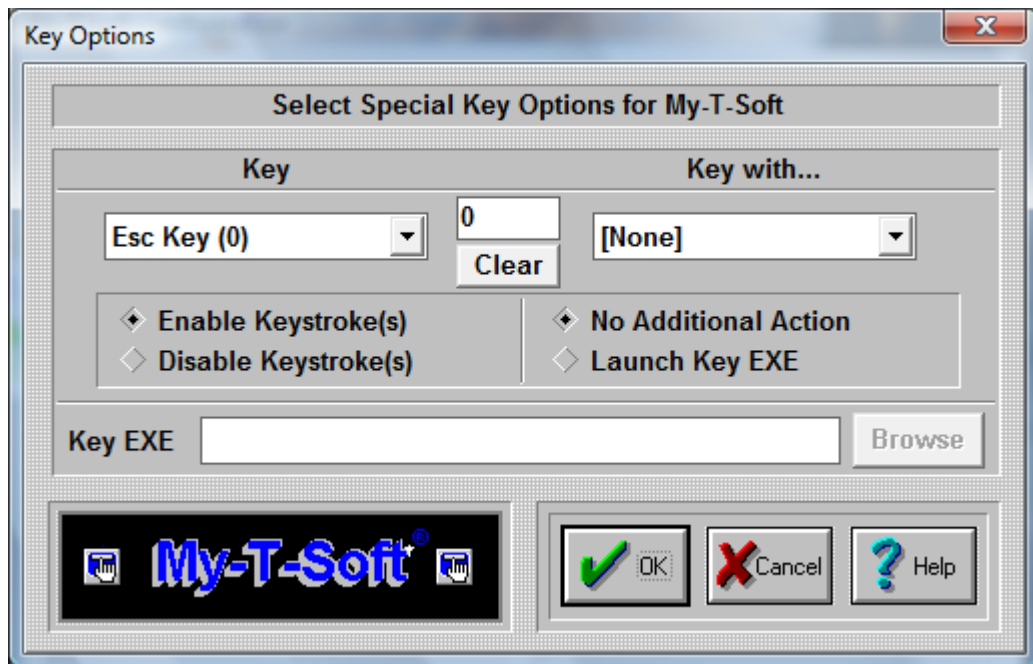 Key Options
Select Special Key Options for My-T-Soft
Key Key with...
Esc Key (0) 0 [None]
Clear
Enable Keystroke(s) No Additional Action
Disable Keystroke(s) Launch Key EXE
Key EXE Browse
My-T-Soft® OK Cancel Help